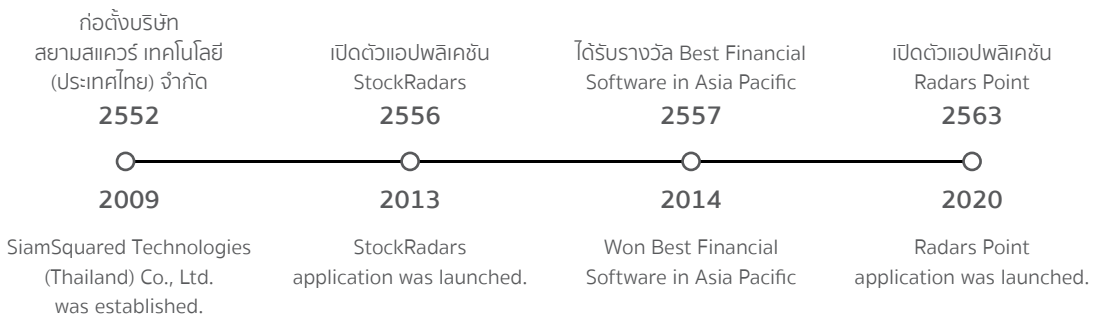 ก่อตั้งบริษัท
สยามสแควร์ เทคโนโลยี
(ประเทศไทย) จำกัด
2552
เปิดตัวแอปพลิเคชัน
StockRadars
2556
ได้รับรางวัล Best Financial
Software in Asia Pacific
2557
เปิดตัวแอปพลิเคชัน
Radars Point
2563
2009
SiamSquared Technologies
(Thailand) Co., Ltd.
was established.
2013
StockRadars
application was launched.
2014
Won Best Financial
Software in Asia Pacific
2020
Radars Point
application was launched.